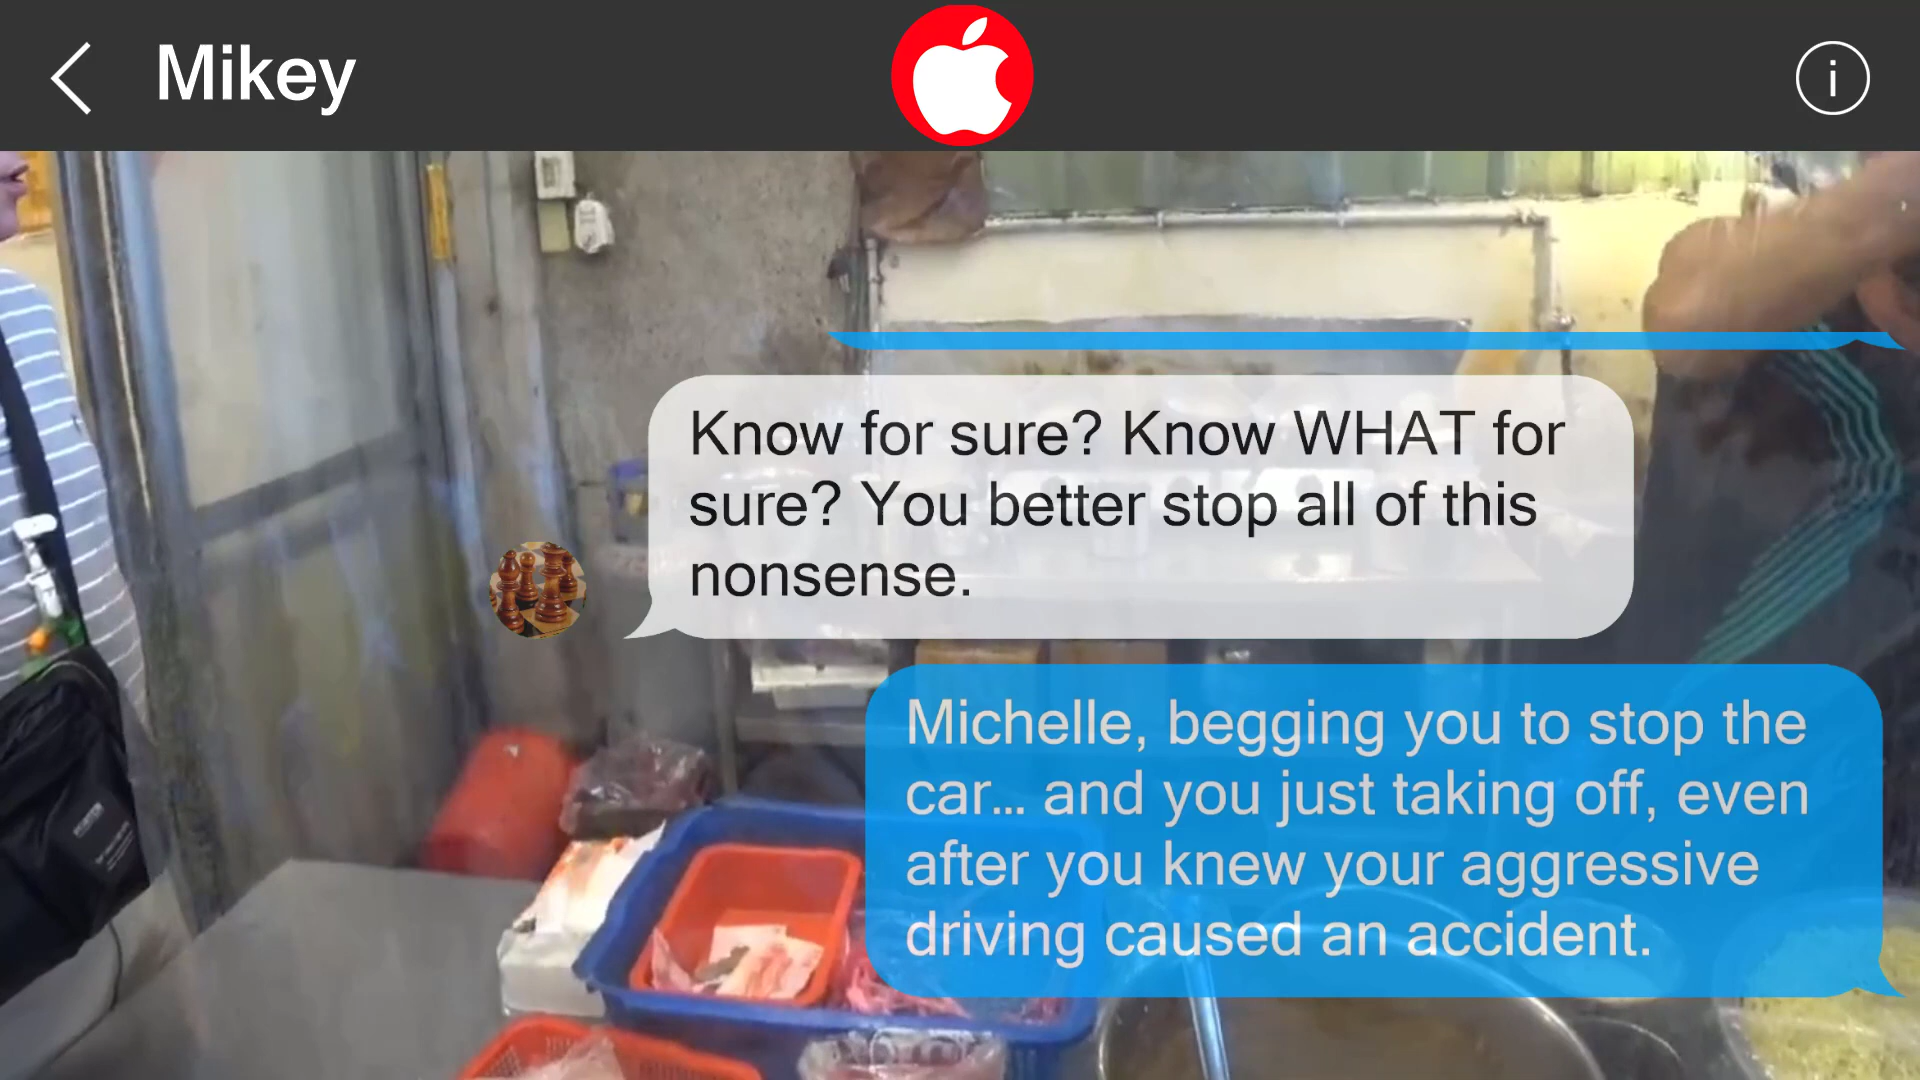 Mikey
i
Know for sure? Know WHAT for
sure? You better stop all of this
nonsense.
Michelle, begging you to stop the
car... and you just taking off, even
after you knew your aggressive
driving caused an accident.